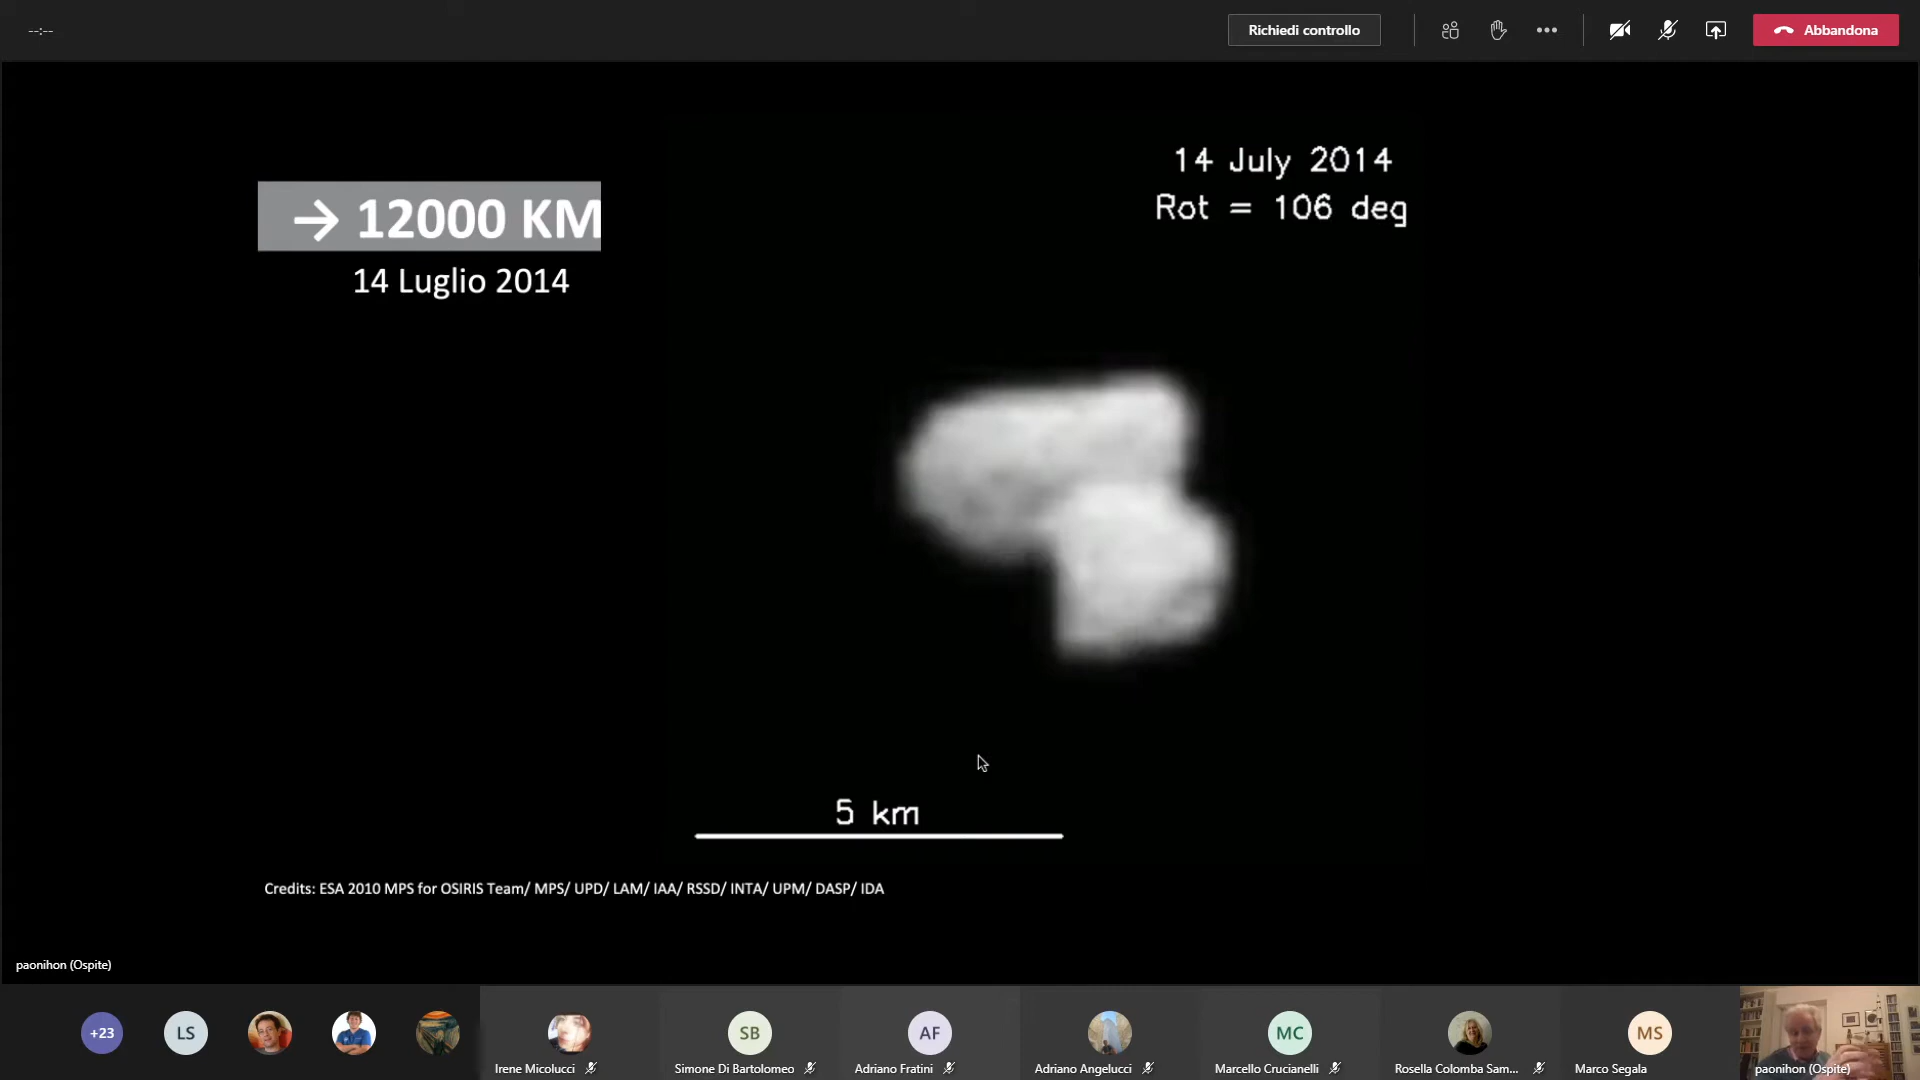 --:--
Richiedi controllo
Abbandona
14 July 2014
Rot = 106 deg
→ 12000 KM
14 Luglio 2014
5 km
Credits: ESA 2010 MPS for OSIRIS Team/ MPS/ UPD/ LAM/ IAA/ RSSD/ INTA/ UPM/ DASP/ IDA
paonihon (Ospite)
+23
LS
SB
AF
MC
MS
Irene Micolucci
Simone Di Bartolomeo
Adriano Fratini
Adriano Angelucci
Marcello Crucianelli
Rosella Colomba Sam...
Marco Segala
paonihon (Ospite)